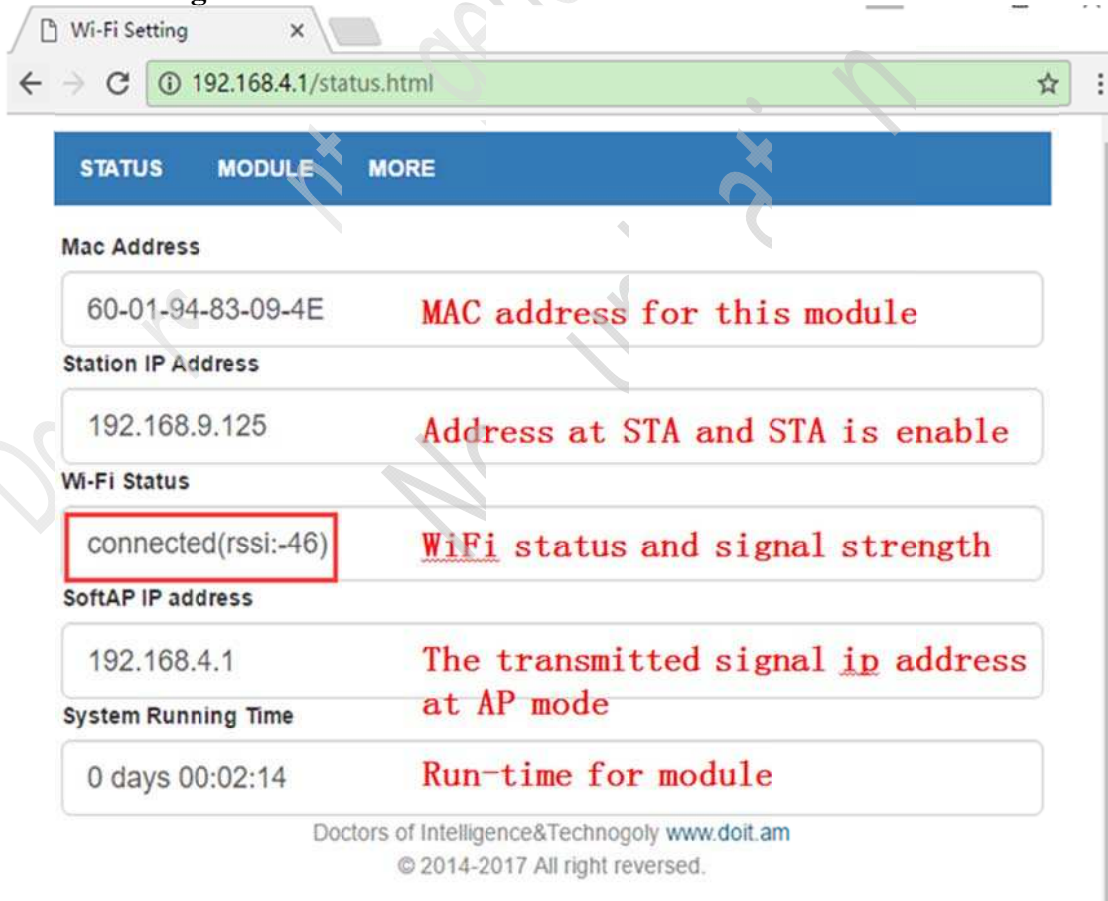 Wi-Fi Setting
192.168.4.1/status.html
STATUS MODULE MORE
Mac Address
60-01-94-83-09-4E MAC address for this module
Station IP Address
192.168.9.125 Address at STA and STA is enable
Wi-Fi Status
connected(rssi:-46) WiFi status and signal strength
SoftAP IP address
192.168.4.1 The transmitted signal ip address
at AP mode
System Running Time
0 days 00:02:14 Run-time for module
Doctors of Intelligence&Technogoly www.doit.am
© 2014-2017 All right reversed.